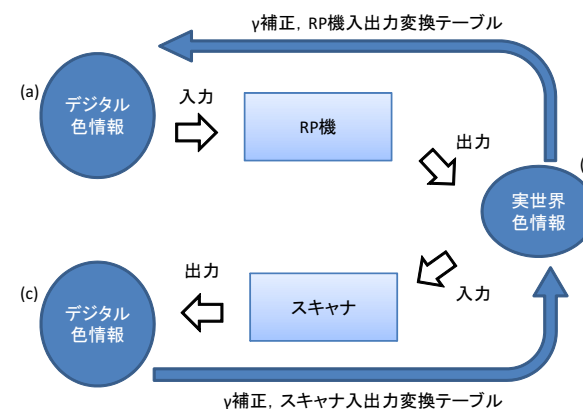 γ補正，RP機入出力変換テーブル
(a)
デジタル
色情報
入力
RP機
出力
(
実世界
色情報
(c)
デジタル
色情報
出力
スキャナ
入力
γ補正，スキャナ入出力変換テーブル